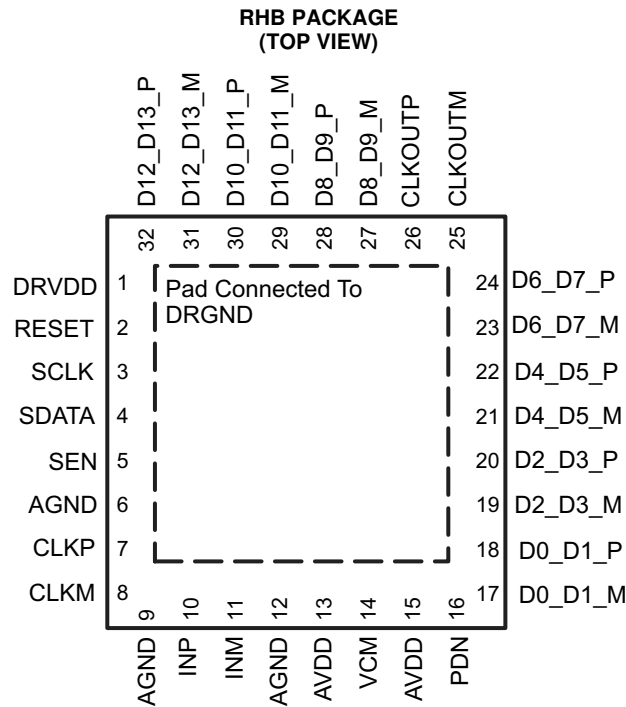 RHB PACKAGE
(TOP VIEW)
D12_D13_P
D12_D13_M
D10_D11_P
D10_D11_M
D8_D9_P
D8_D9_M
CLKOUTP
CLKOUTM
32
31
30
29
28
27
26
25
DRVDD 1
RESET 2
SCLK 3
SDATA 4
SEN 5
AGND 6
CLKP 7
CLKM 8
Pad Connected To
DRGND
24 D6_D7_P
23 D6_D7_M
22 D4_D5_P
21 D4_D5_M
20 D2_D3_P
19 D2_D3_M
18 D0_D1_P
17 D0_D1_M
9
10
11
12
13
14
15
16
AGND
INP
INM
AGND
AVDD
VCM
AVDD
PDN